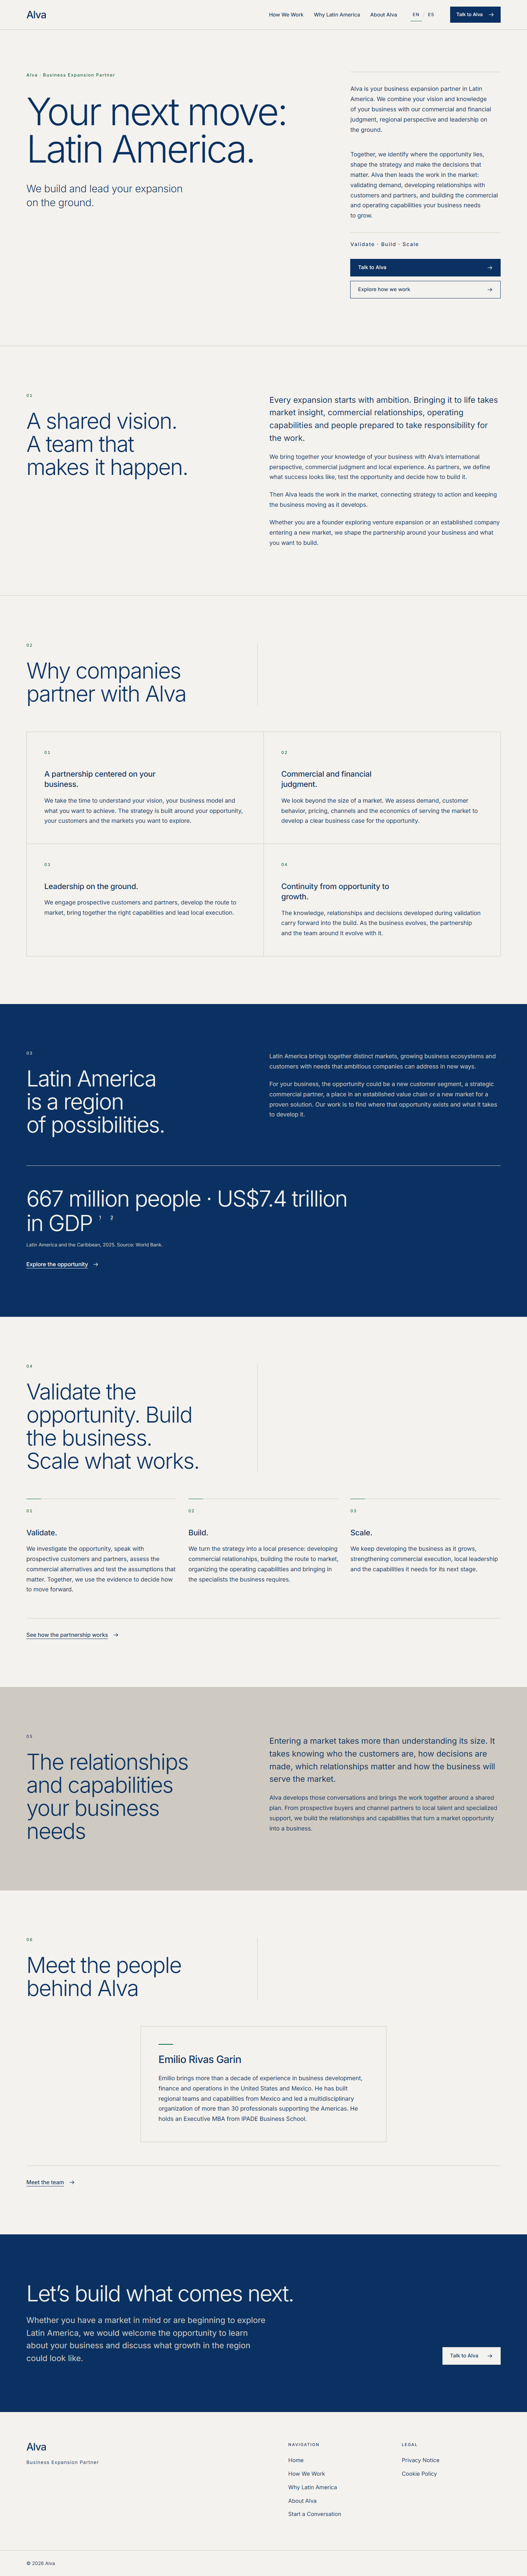 Alva
How We Work
Why Latin America
About Alva
EN / ES
Talk to Alva →
Alva · Business Expansion Partner
Your next move:
Latin America.
We build and lead your expansion
on the ground.
Alva is your business expansion partner in Latin
America. We combine your vision and knowledge
of your business with our commercial and financial
judgment, regional perspective and leadership on
the ground.
Together, we identify where the opportunity lies,
shape the strategy and make the decisions that
matter. Alva then leads the work in the market:
validating demand, developing relationships with
customers and partners, and building the commercial
and operating capabilities your business needs
to grow.
Validate · Build · Scale
Talk to Alva →
Explore how we work →
01
A shared vision.
A team that
makes it happen.
Every expansion starts with ambition. Bringing it to life takes
market insight, commercial relationships, operating
capabilities and people prepared to take responsibility for
the work.
We bring together your knowledge of your business with Alva’s international
perspective, commercial judgment and local experience. As partners, we define
what success looks like, test the opportunity and decide how to build it.
Then Alva leads the work in the market, connecting strategy to action and keeping
the business moving as it develops.
Whether you are a founder exploring venture expansion or an established company
entering a new market, we shape the partnership around your business and what
you want to build.
02
Why companies
partner with Alva
01
A partnership centered on your
business.
We take the time to understand your vision, your business model and
what you want to achieve. The strategy is built around your opportunity,
your customers and the markets you want to explore.
02
Commercial and financial
judgment.
We look beyond the size of a market. We assess demand, customer
behavior, pricing, channels and the economics of serving the market to
develop a clear business case for the opportunity.
03
Leadership on the ground.
We engage prospective customers and partners, develop the route to
market, bring together the right capabilities and lead local execution.
04
Continuity from opportunity to
growth.
The knowledge, relationships and decisions developed during validation
carry forward into the build. As the business evolves, the partnership
and the team around it evolve with it.
03
Latin America
is a region
of possibilities.
Latin America brings together distinct markets, growing business ecosystems and
customers with needs that ambitious companies can address in new ways.
For your business, the opportunity could be a new customer segment, a strategic
commercial partner, a place in an established value chain or a new market for a
proven solution. Our work is to find where that opportunity exists and what it takes
to develop it.
667 million people · US$7.4 trillion
in GDP 1 2
Latin America and the Caribbean, 2025. Source: World Bank.
Explore the opportunity →
04
Validate the
opportunity. Build
the business.
Scale what works.
01
Validate.
We investigate the opportunity, speak with
prospective customers and partners, assess the
commercial alternatives and test the assumptions that
matter. Together, we use the evidence to decide how
to move forward.
02
Build.
We turn the strategy into a local presence: developing
commercial relationships, building the route to market,
organizing the operating capabilities and bringing in
the specialists the business requires.
03
Scale.
We keep developing the business as it grows,
strengthening commercial execution, local leadership
and the capabilities it needs for its next stage.
See how the partnership works →
05
The relationships
and capabilities
your business
needs
Entering a market takes more than understanding its size. It
takes knowing who the customers are, how decisions are
made, which relationships matter and how the business will
serve the market.
Alva develops those conversations and brings the work together around a shared
plan. From prospective buyers and channel partners to local talent and specialized
support, we build the relationships and capabilities that turn a market opportunity
into a business.
06
Meet the people
behind Alva
Emilio Rivas Garin
Emilio brings more than a decade of experience in business development,
finance and operations in the United States and Mexico. He has built
regional teams and capabilities from Mexico and led a multidisciplinary
organization of more than 30 professionals supporting the Americas. He
holds an Executive MBA from IPADE Business School.
Meet the team →
Let’s build what comes next.
Whether you have a market in mind or are beginning to explore
Latin America, we would welcome the opportunity to learn
about your business and discuss what growth in the region
could look like.
Talk to Alva →
Alva
Business Expansion Partner
NAVIGATION
Home
How We Work
Why Latin America
About Alva
Start a Conversation
LEGAL
Privacy Notice
Cookie Policy
© 2026 Alva